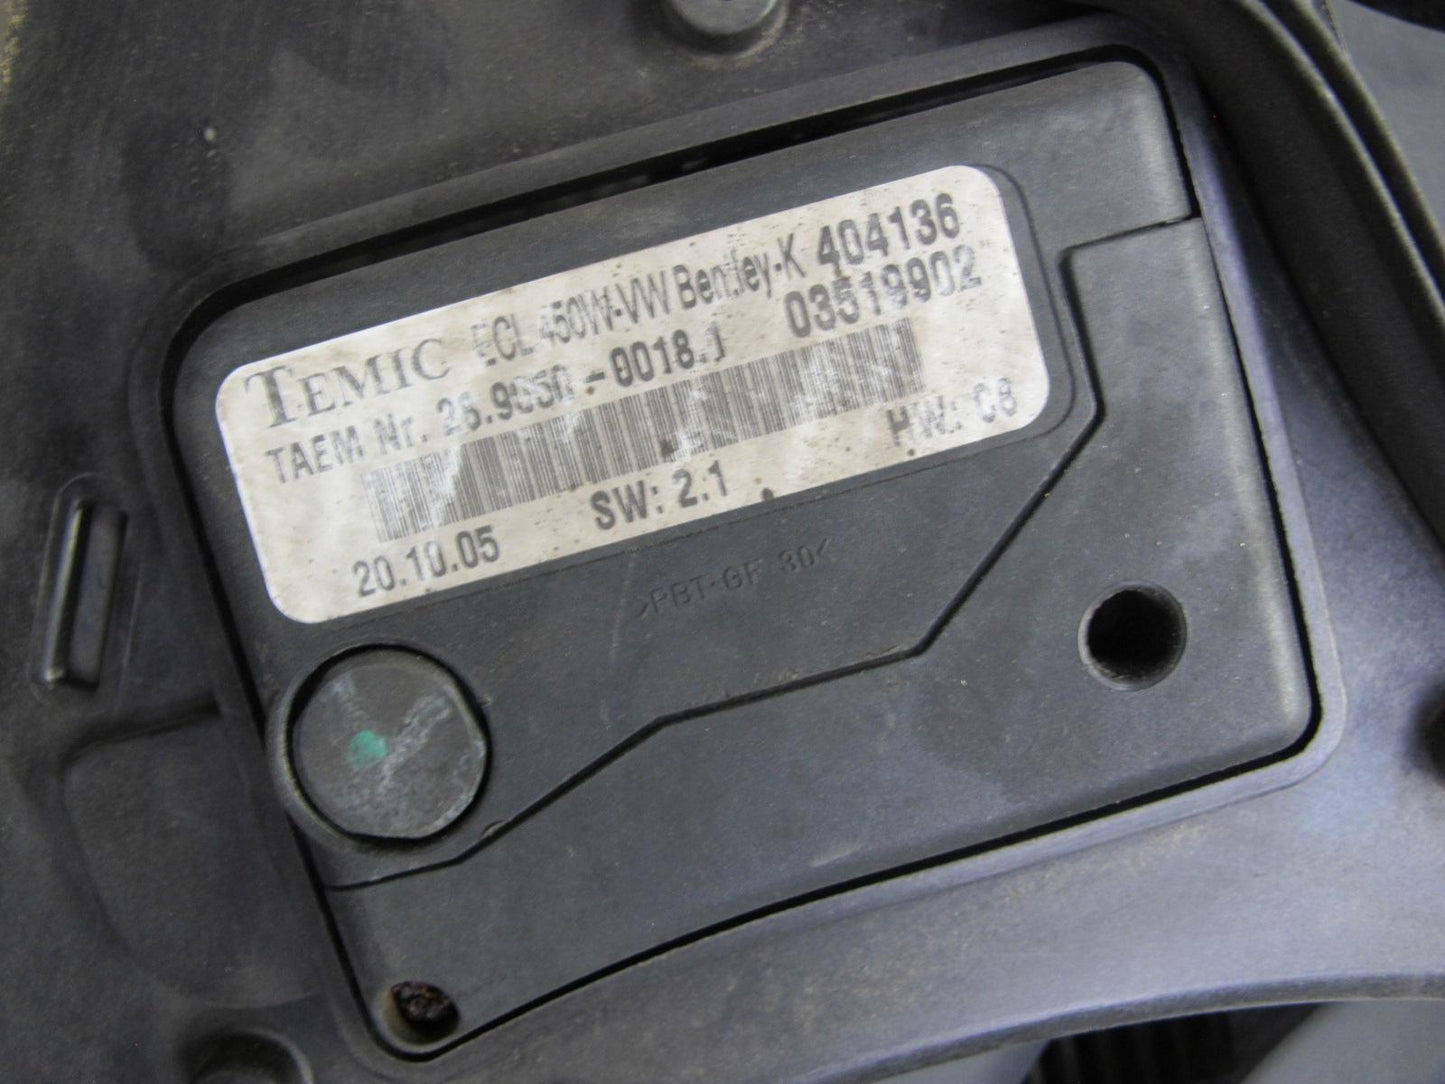 TEMIC ECL 450W-VW Bentley-K 404136
TAEM Nr. 26.9050-0018.1 03519902
HW: C8
20.10.05 SW: 2.1
>PBT-GF 30<